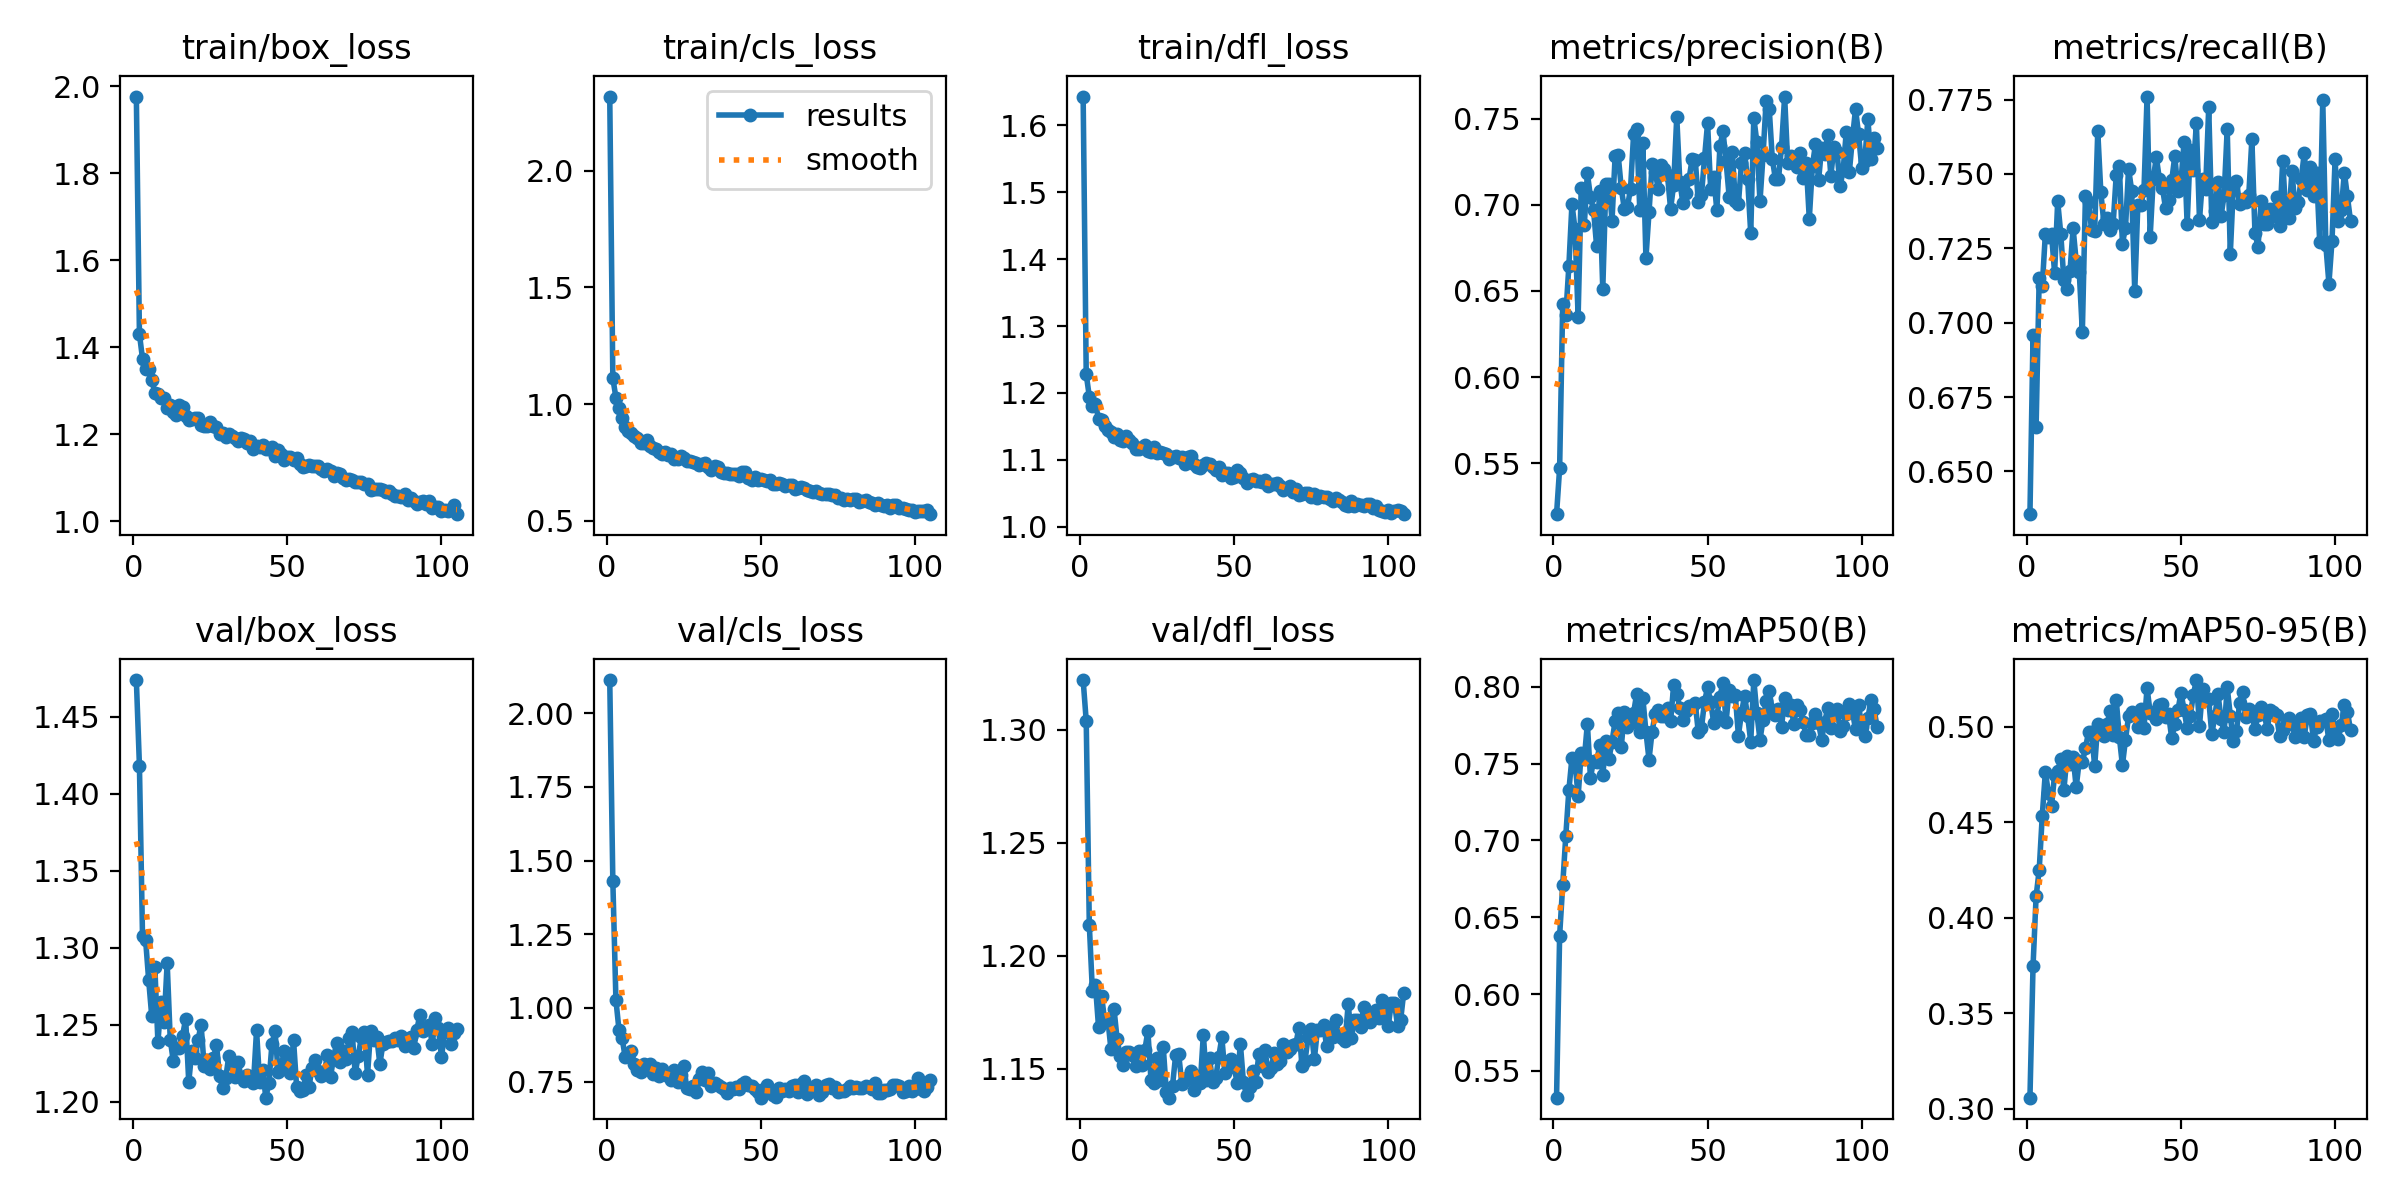 train/box_loss
2.0
1.8
1.6
1.4
1.2
1.0
0 50 100
train/cls_loss
results
smooth
2.0
1.5
1.0
0.5
0 50 100
train/dfl_loss
1.6
1.5
1.4
1.3
1.2
1.1
1.0
0 50 100
metrics/precision(B)
0.75
0.70
0.65
0.60
0.55
0 50 100
metrics/recall(B)
0.775
0.750
0.725
0.700
0.675
0.650
0 50 100
val/box_loss
1.45
1.40
1.35
1.30
1.25
1.20
0 50 100
val/cls_loss
2.00
1.75
1.50
1.25
1.00
0.75
0 50 100
val/dfl_loss
1.30
1.25
1.20
1.15
0 50 100
metrics/mAP50(B)
0.80
0.75
0.70
0.65
0.60
0.55
0 50 100
metrics/mAP50-95(B)
0.50
0.45
0.40
0.35
0.30
0 50 100